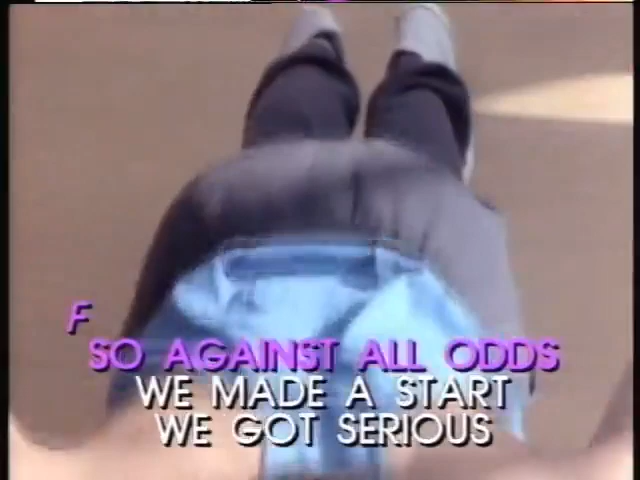 F
SO AGAINST ALL ODDS
WE MADE A START
WE GOT SERIOUS